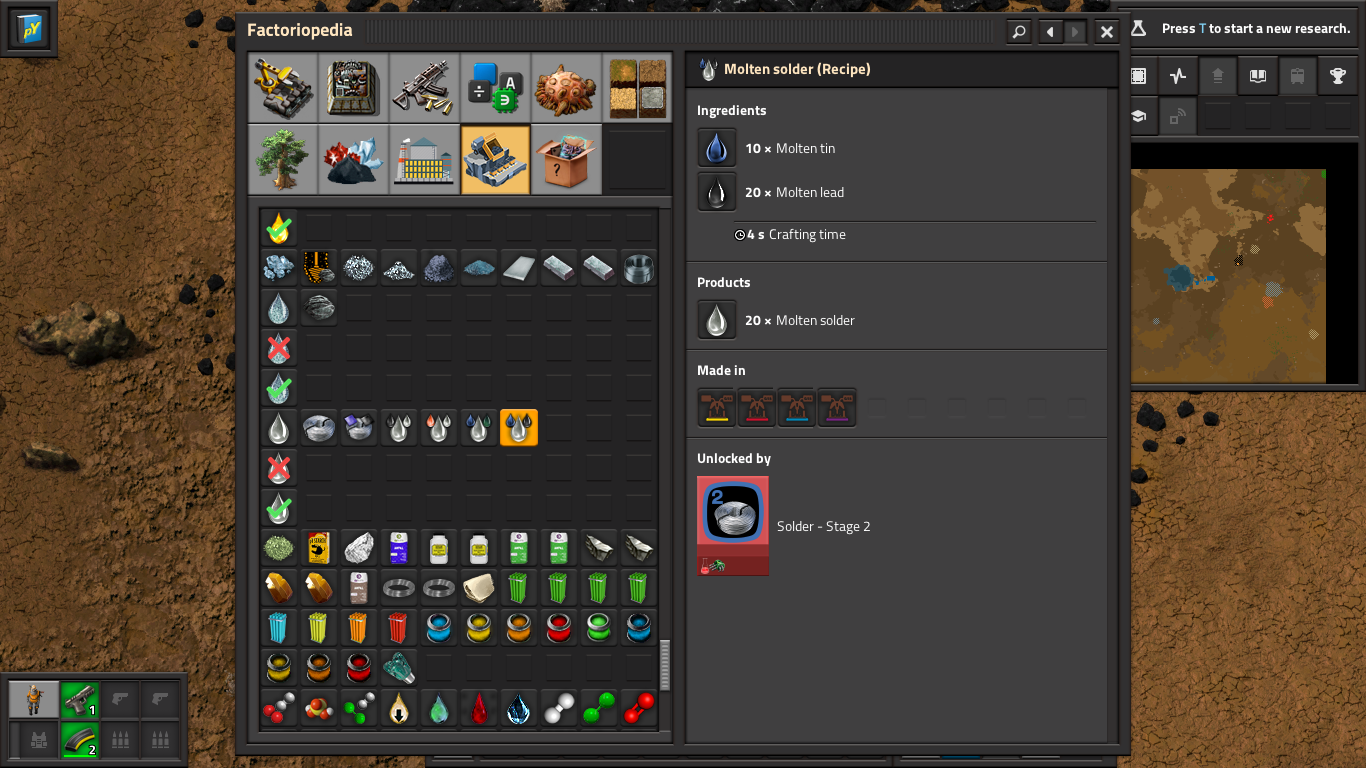 pY
Factoriopedia
Press T to start a new research.
A
?
Molten solder (Recipe)
Ingredients
10 × Molten tin
20 × Molten lead
4 s Crafting time
Products
20 × Molten solder
Made in
Unlocked by
2
Solder - Stage 2
1
2